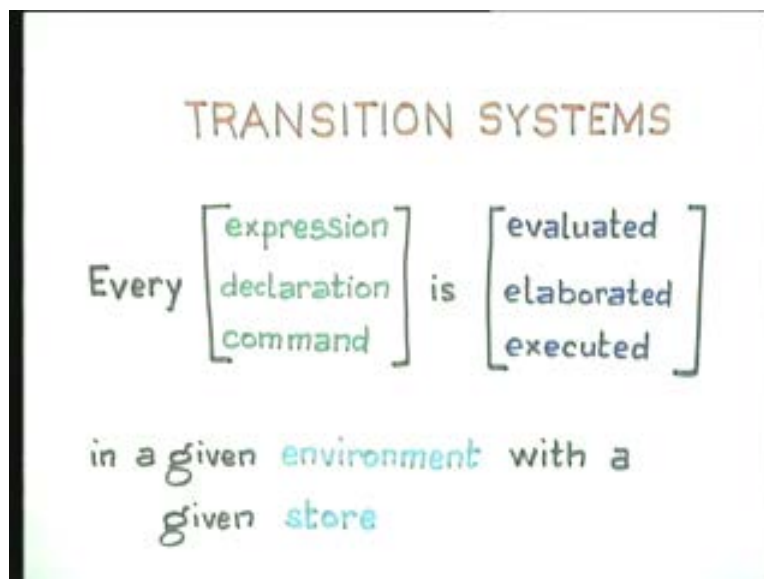 TRANSITION SYSTEMS
expression evaluated
Every declaration is elaborated
command executed
in a given environment with a
given store